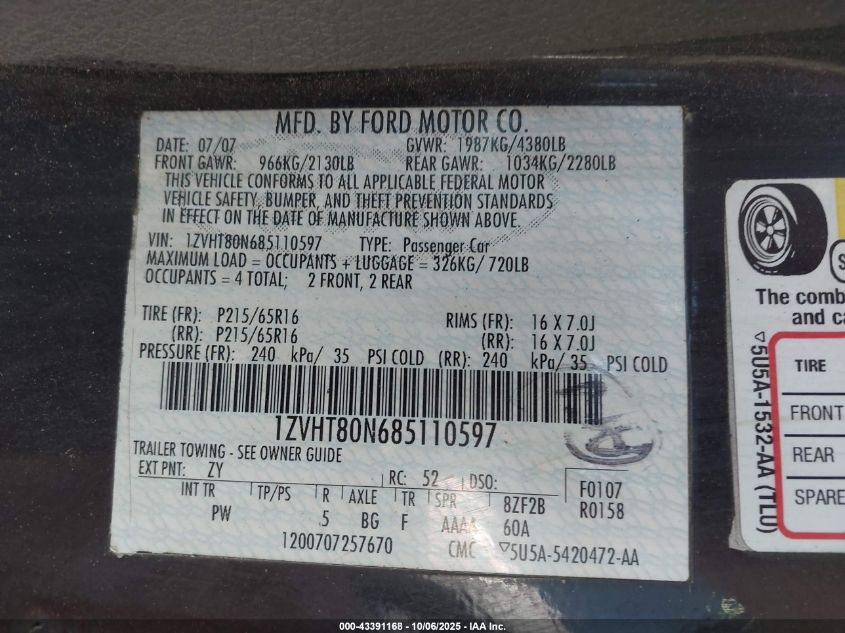 MFD. BY FORD MOTOR CO.
DATE: 07/07 GVWR: 1987KG/4380LB
FRONT GAWR: 966KG/2130LB REAR GAWR: 1034KG/2280LB
THIS VEHICLE CONFORMS TO ALL APPLICABLE FEDERAL MOTOR
VEHICLE SAFETY, BUMPER, AND THEFT PREVENTION STANDARDS
IN EFFECT ON THE DATE OF MANUFACTURE SHOWN ABOVE.
VIN: 1ZVHT80N685110597 TYPE: Passenger Car
MAXIMUM LOAD = OCCUPANTS + LUGGAGE = 326KG/ 720LB
OCCUPANTS = 4 TOTAL; 2 FRONT, 2 REAR
TIRE (FR): P215/65R16 RIMS (FR): 16 X 7.0J
(RR): P215/65R16 (RR): 16 X 7.0J
PRESSURE (FR): 240 kPa/ 35 PSI COLD (RR): 240 kPa/ 35 PSI COLD
1ZVHT80N685110597
TRAILER TOWING - SEE OWNER GUIDE
EXT PNT: ZY RC: 52 DSO: F0107
INT TR TP/PS R AXLE TR SPR 8ZF2B R0158
PW 5 BG F AAAA 60A
1200707257670 CMC ▽5U5A-5420472-AA
The comb
and ca
▽5U5A-1532-AA (TLU)
TIRE
FRONT
REAR
SPARE
000-43391168 - 10/06/2025 - IAA Inc.